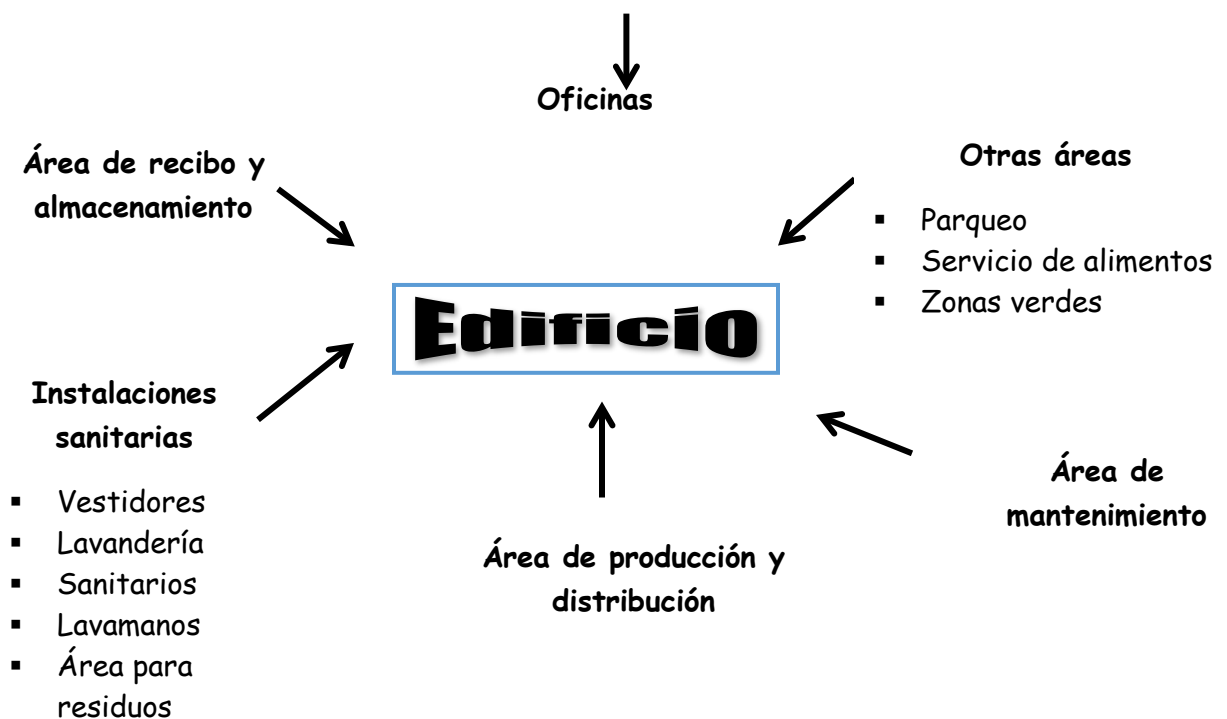 Oficinas
Área de recibo y
almacenamiento
Otras áreas
▪ Parqueo
▪ Servicio de alimentos
▪ Zonas verdes
Edificio
Instalaciones
sanitarias
▪ Vestidores
▪ Lavandería
▪ Sanitarios
▪ Lavamanos
▪ Área para
residuos
Área de producción y
distribución
Área de
mantenimiento